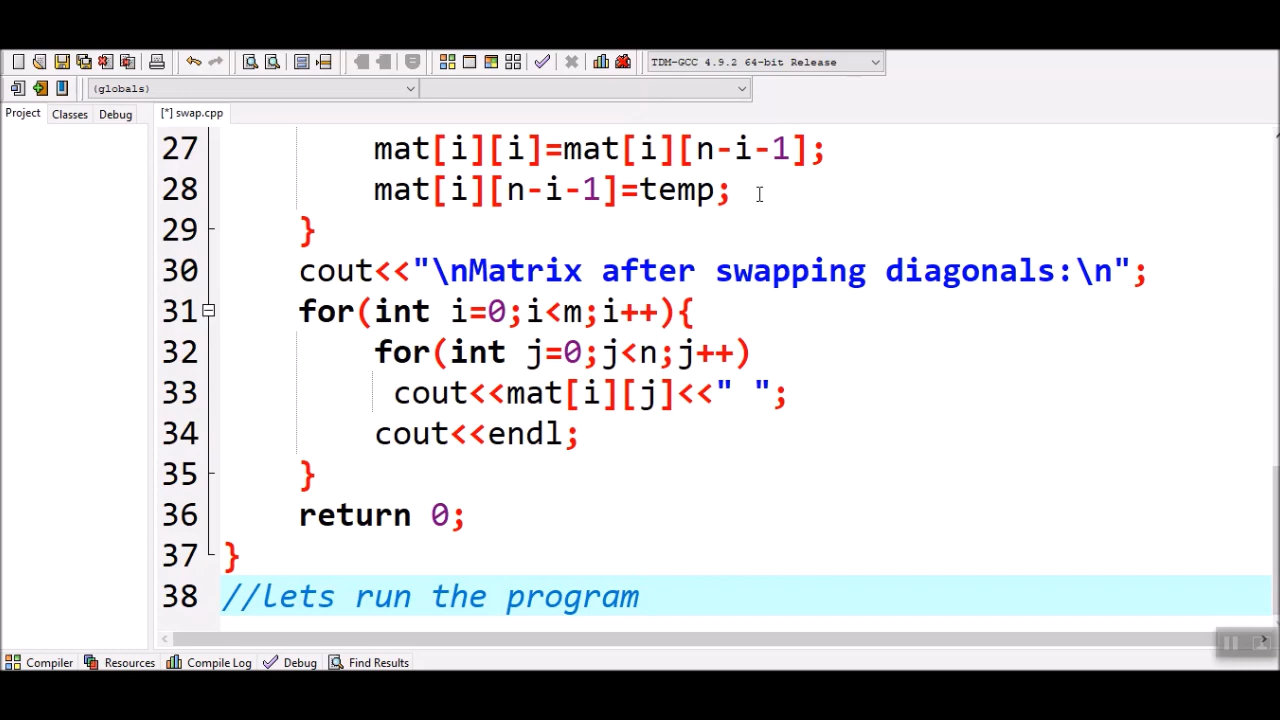 TDM-GCC 4.9.2 64-bit Release
(globals)
Project Classes Debug [*] swap.cpp
27 mat[i][i]=mat[i][n-i-1];
28 mat[i][n-i-1]=temp;
29 }
30 cout<<"\nMatrix after swapping diagonals:\n";
31 for(int i=0;i<m;i++){
32 for(int j=0;j<n;j++)
33 cout<<mat[i][j]<<" ";
34 cout<<endl;
35 }
36 return 0;
37 }
38 //lets run the program
Compiler Resources Compile Log Debug Find Results